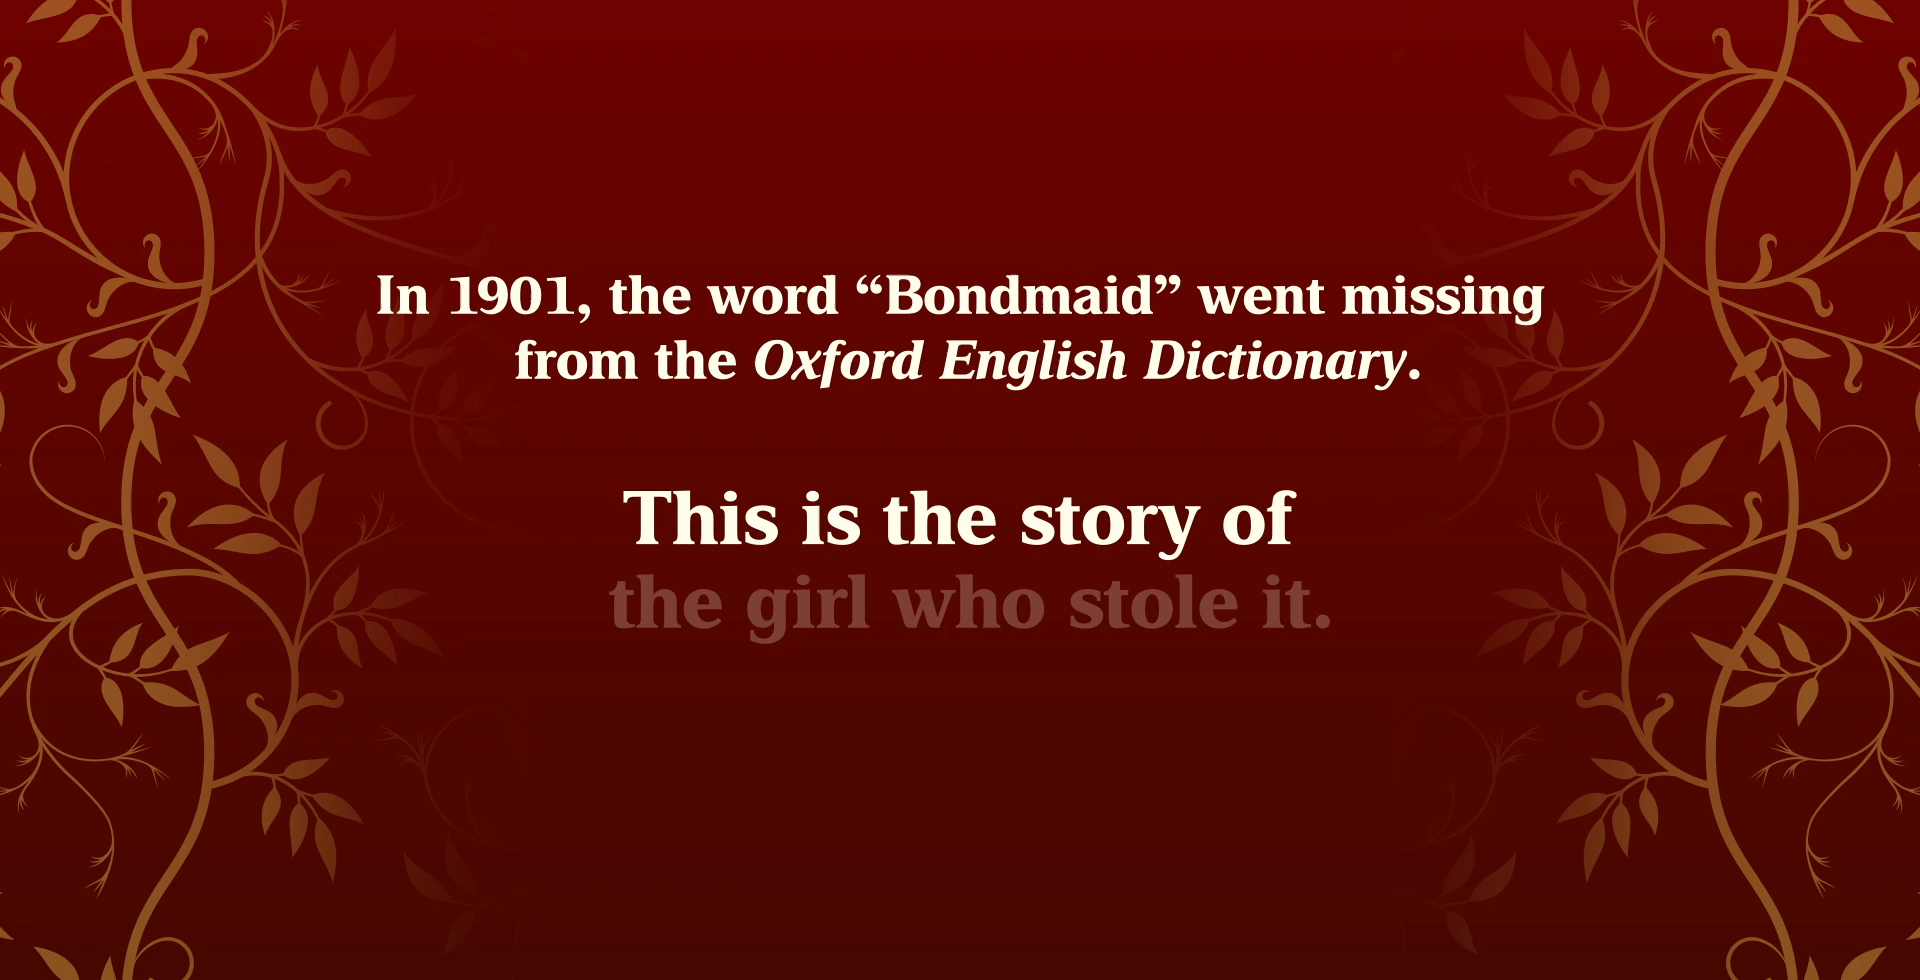 In 1901, the word “Bondmaid” went missing
from the Oxford English Dictionary.
This is the story of
the girl who stole it.